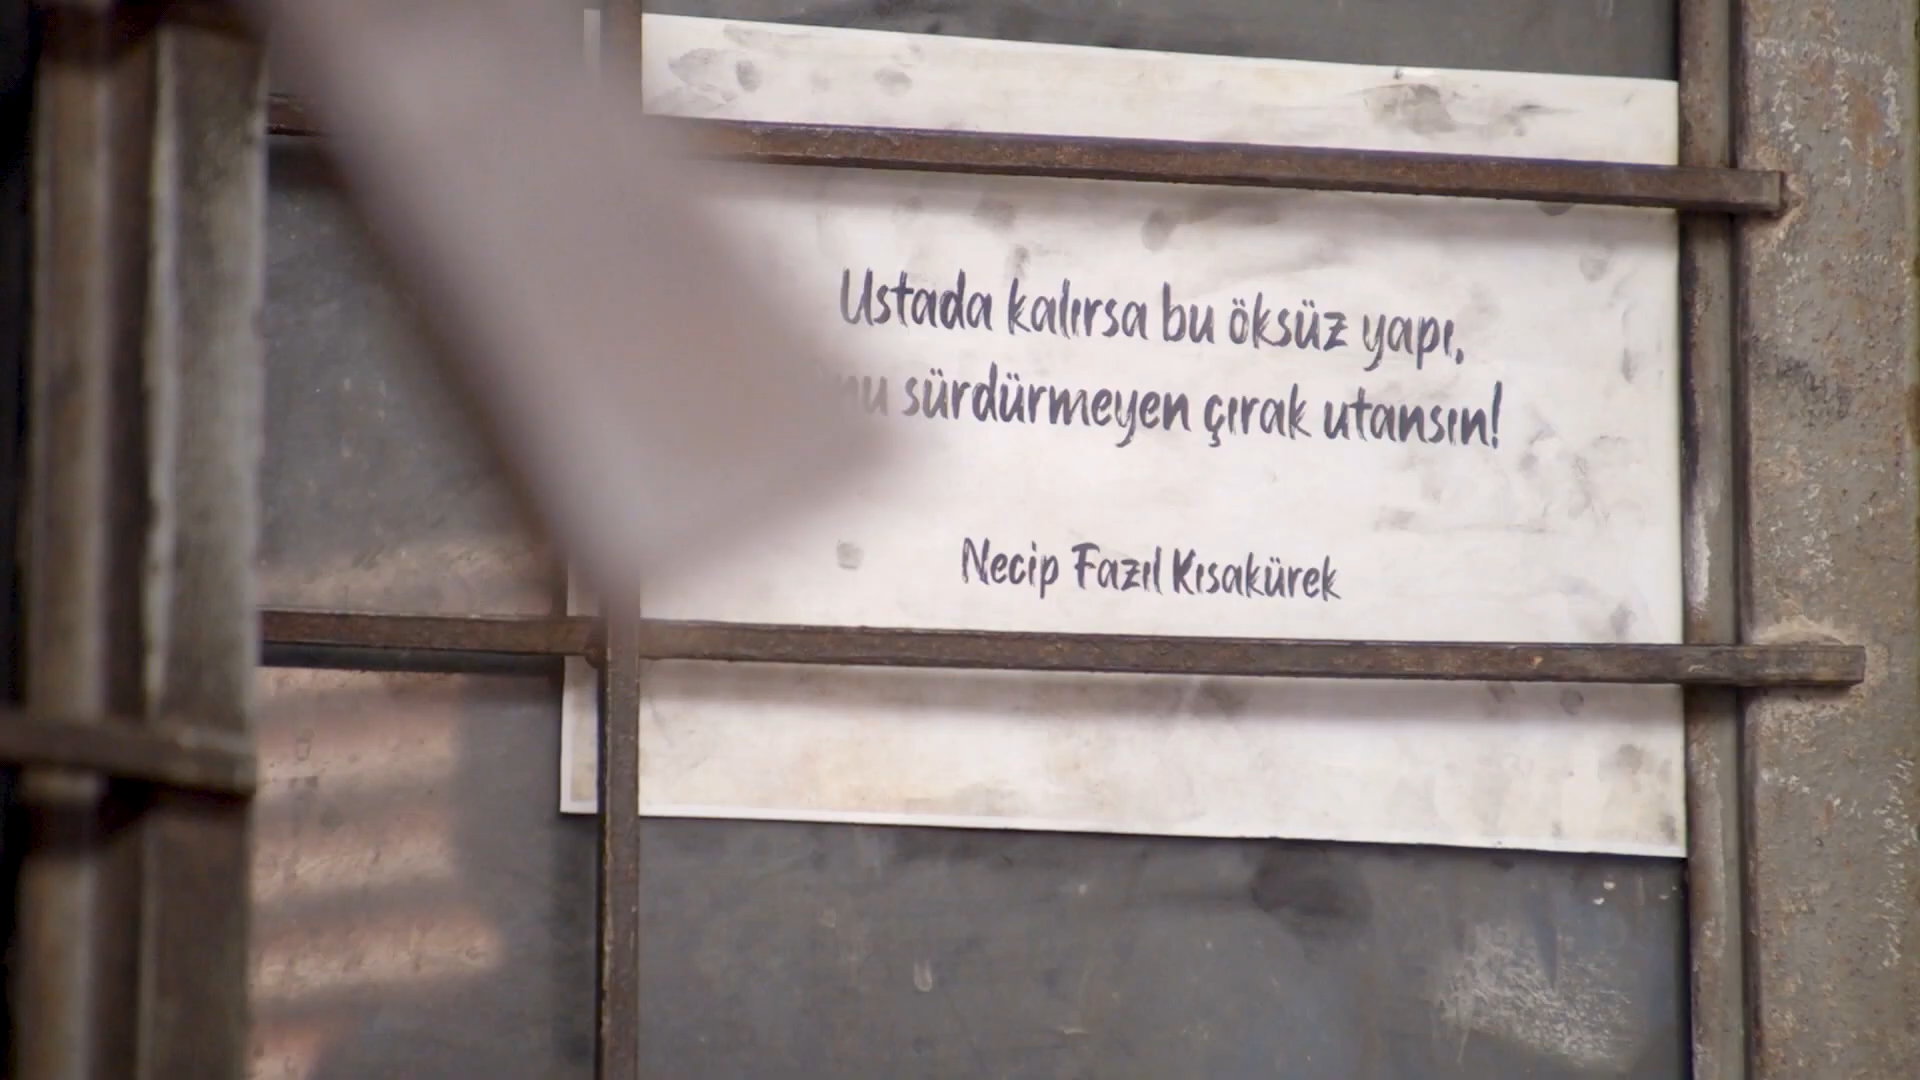 Ustada kalırsa bu öksüz yapı,
sürdürmeyen çırak utansın!
Necip Fazıl Kısakürek